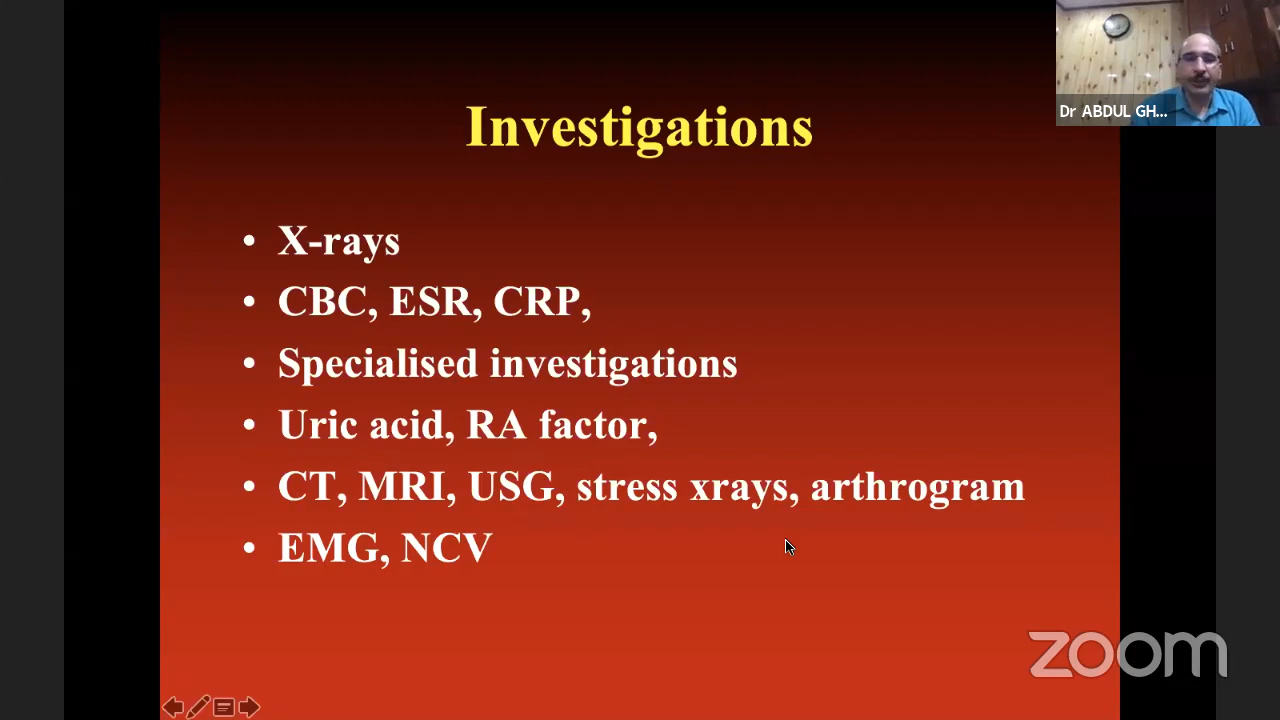 Investigations
• X-rays
• CBC, ESR, CRP,
• Specialised investigations
• Uric acid, RA factor,
• CT, MRI, USG, stress xrays, arthrogram
• EMG, NCV
Dr ABDUL GH...
zoom